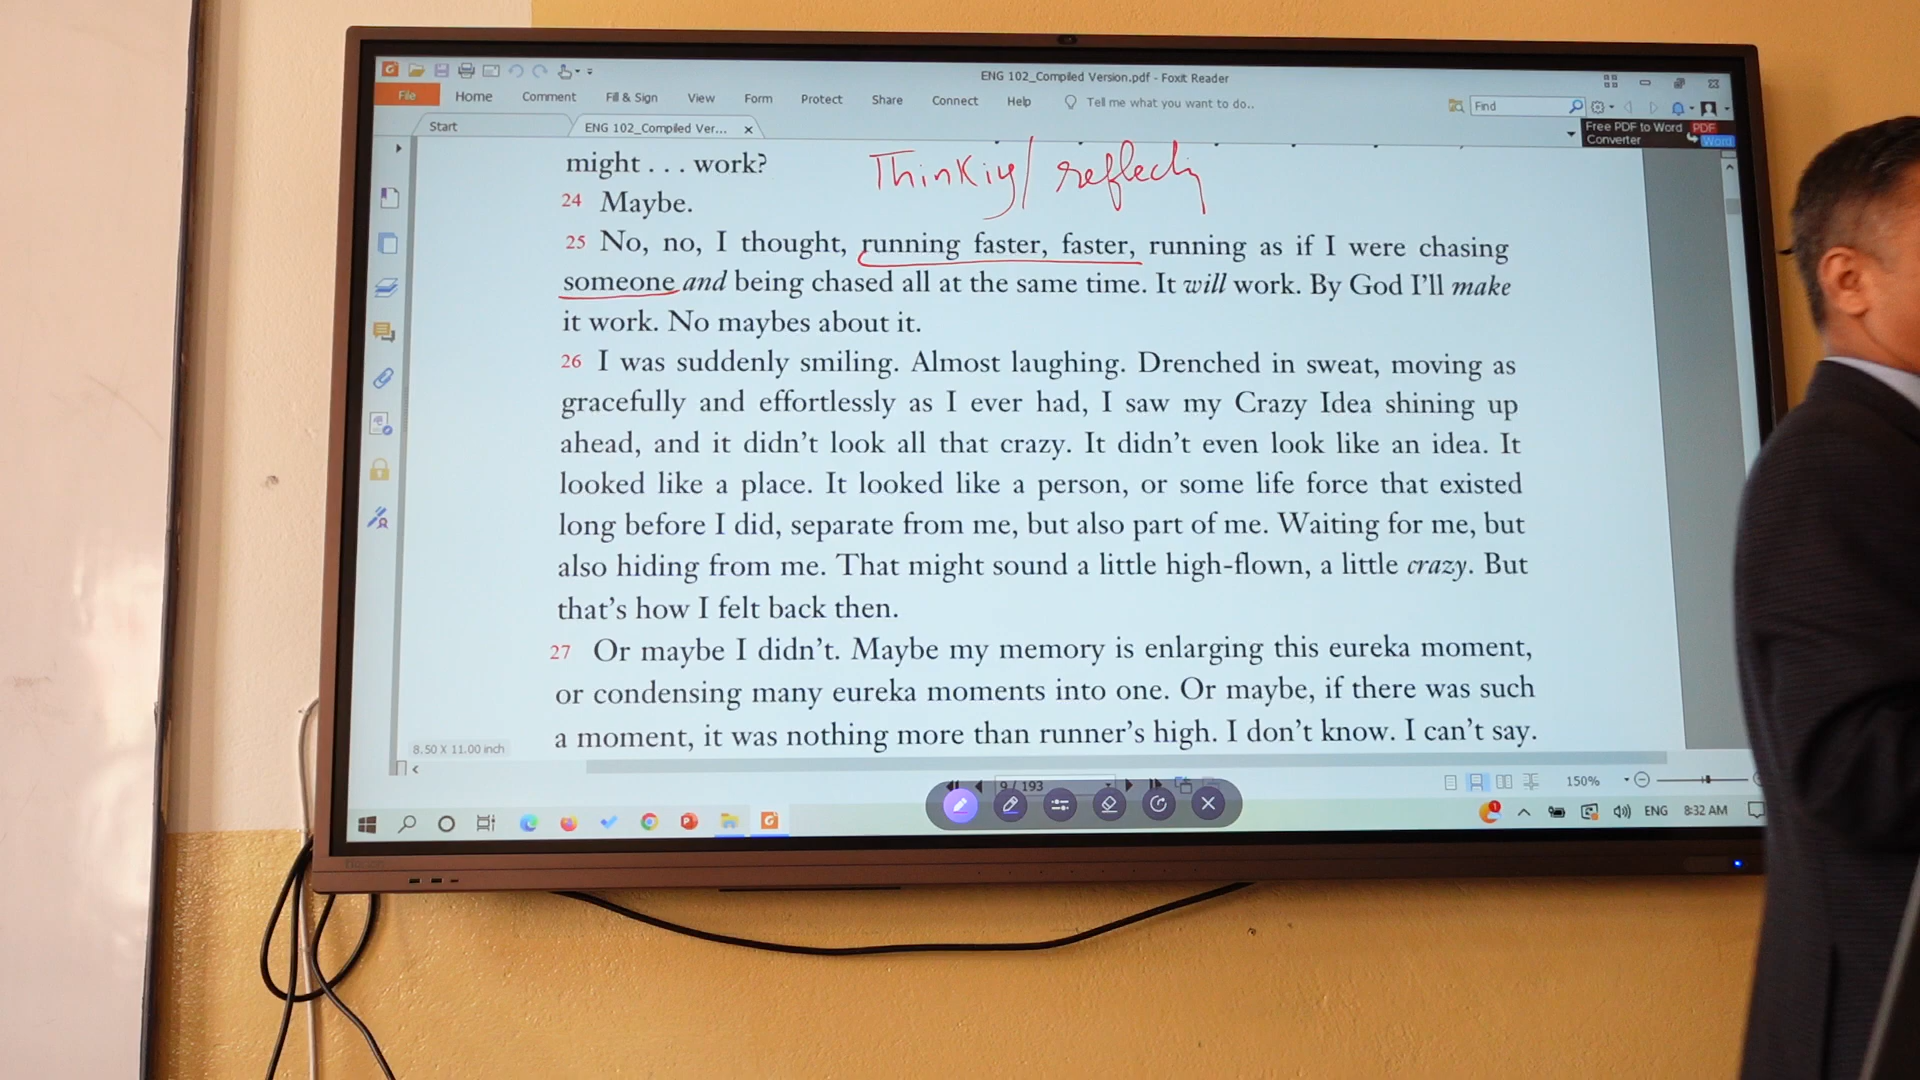 ENG 102_Compiled Version.pdf - Foxit Reader
File Home Comment Fill & Sign View Form Protect Share Connect Help Tell me what you want to do.. Find
Start ENG 102_Compiled Ver...
Free PDF to Word PDF
Converter Word
Thinkig/ reflectig
might . . . work?
24 Maybe.
25 No, no, I thought, running faster, faster, running as if I were chasing
someone and being chased all at the same time. It will work. By God I'll make
it work. No maybes about it.
26 I was suddenly smiling. Almost laughing. Drenched in sweat, moving as
gracefully and effortlessly as I ever had, I saw my Crazy Idea shining up
ahead, and it didn't look all that crazy. It didn't even look like an idea. It
looked like a place. It looked like a person, or some life force that existed
long before I did, separate from me, but also part of me. Waiting for me, but
also hiding from me. That might sound a little high-flown, a little crazy. But
that's how I felt back then.
27 Or maybe I didn't. Maybe my memory is enlarging this eureka moment,
or condensing many eureka moments into one. Or maybe, if there was such
a moment, it was nothing more than runner's high. I don't know. I can't say.
8.50 X 11.00 inch
9 / 193
150%
ENG 8:32 AM